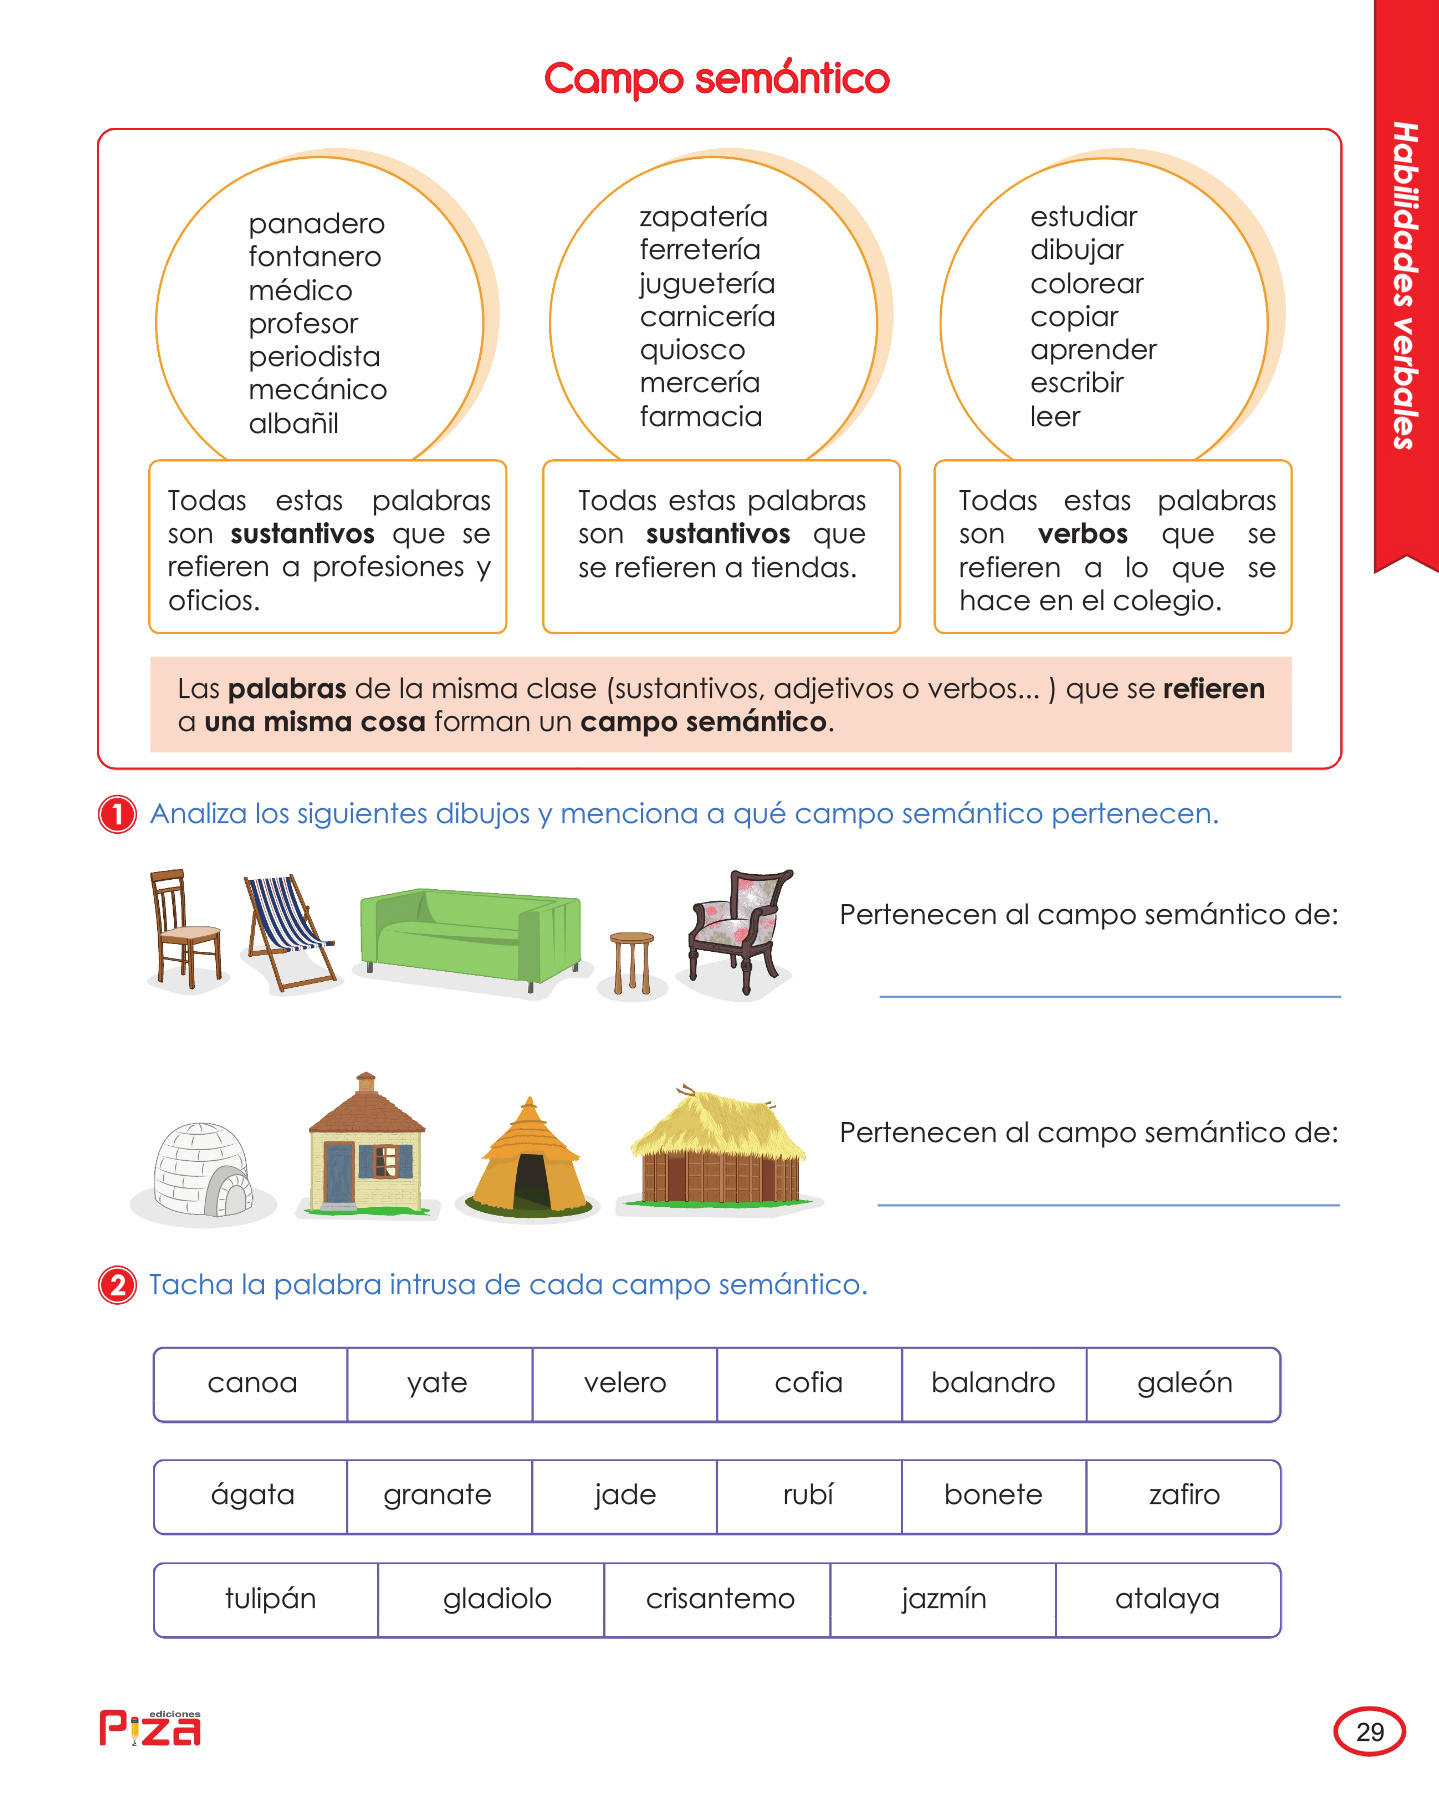 Campo semántico
Habilidades verbales
panadero
fontanero
médico
profesor
periodista
mecánico
albañil
Todas estas palabras
son sustantivos que se
refieren a profesiones y
oficios.
zapatería
ferretería
juguetería
carnicería
quiosco
mercería
farmacia
Todas estas palabras
son sustantivos que
se refieren a tiendas.
estudiar
dibujar
colorear
copiar
aprender
escribir
leer
Todas estas palabras
son verbos que se
refieren a lo que se
hace en el colegio.
Las palabras de la misma clase (sustantivos, adjetivos o verbos... ) que se refieren
a una misma cosa forman un campo semántico.
1 Analiza los siguientes dibujos y menciona a qué campo semántico pertenecen.
Pertenecen al campo semántico de:
Pertenecen al campo semántico de:
2 Tacha la palabra intrusa de cada campo semántico.
canoa yate velero cofia balandro galeón
ágata granate jade rubí bonete zafiro
tulipán gladiolo crisantemo jazmín atalaya
ediciones
Piza
29